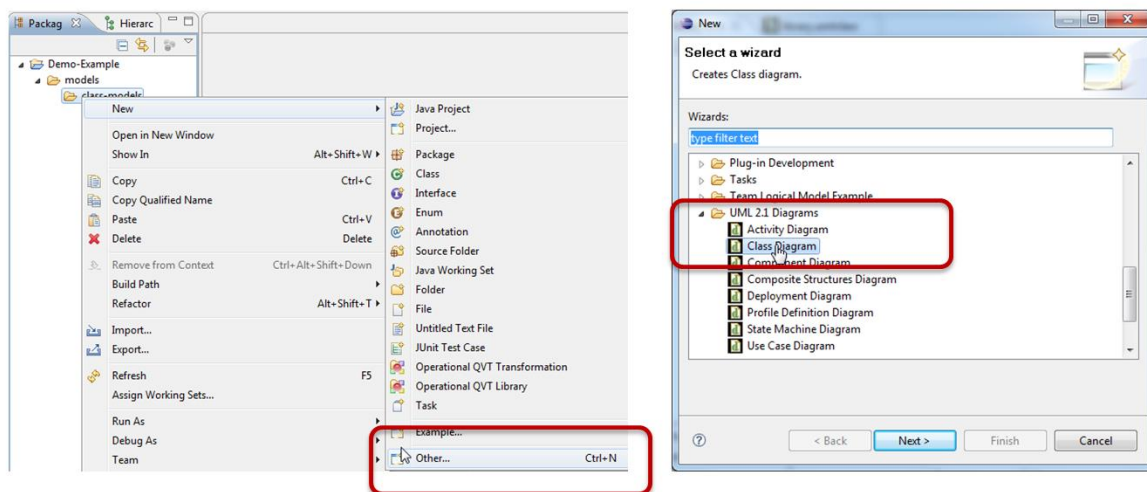 Packag
Hierarc
Demo-Example
models
class-models
New
Open in New Window
Show In Alt+Shift+W
Copy Ctrl+C
Copy Qualified Name
Paste Ctrl+V
Delete Delete
Remove from Context Ctrl+Alt+Shift+Down
Build Path
Refactor Alt+Shift+T
Import...
Export...
Refresh F5
Assign Working Sets...
Run As
Debug As
Team
Java Project
Project...
Package
Class
Interface
Enum
Annotation
Source Folder
Java Working Set
Folder
File
Untitled Text File
JUnit Test Case
Operational QVT Transformation
Operational QVT Library
Task
Example...
Other... Ctrl+N
New
Select a wizard
Creates Class diagram.
Wizards:
type filter text
Plug-in Development
Tasks
Team Logical Model Example
UML 2.1 Diagrams
Activity Diagram
Class Diagram
Component Diagram
Composite Structures Diagram
Deployment Diagram
Profile Definition Diagram
State Machine Diagram
Use Case Diagram
< Back
Next >
Finish
Cancel